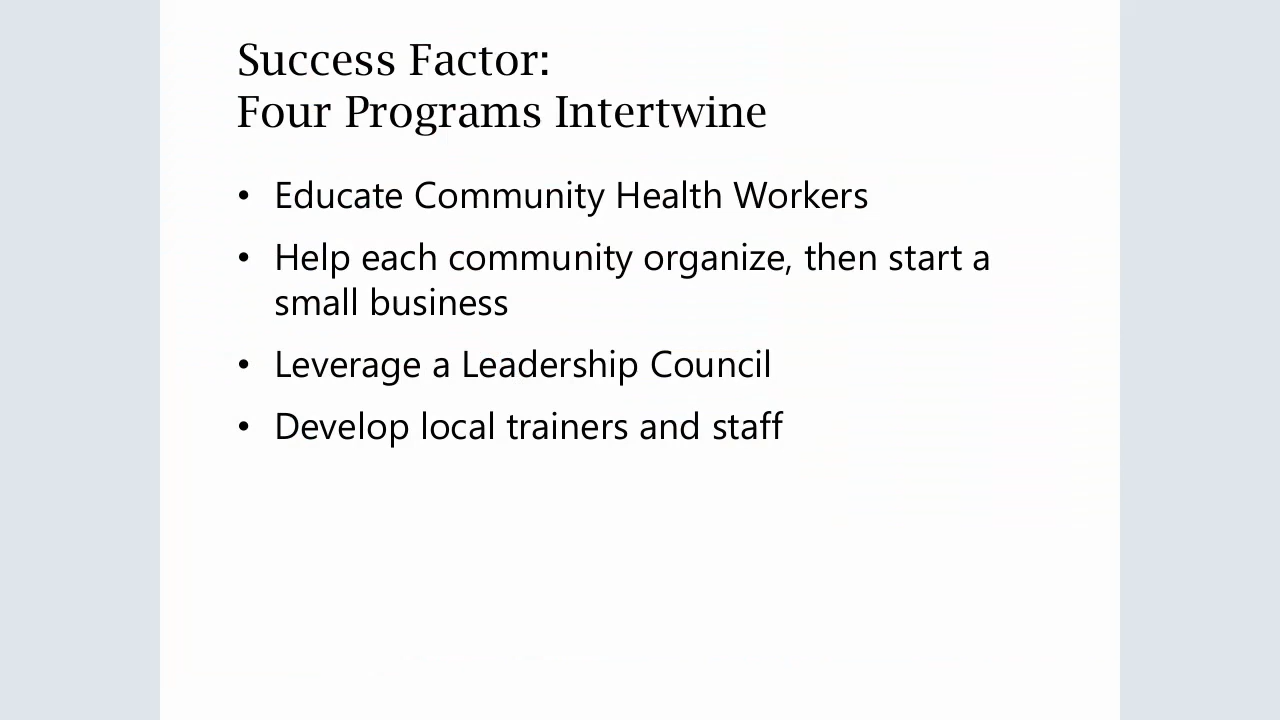 Success Factor:
Four Programs Intertwine
• Educate Community Health Workers
• Help each community organize, then start a
small business
• Leverage a Leadership Council
• Develop local trainers and staff